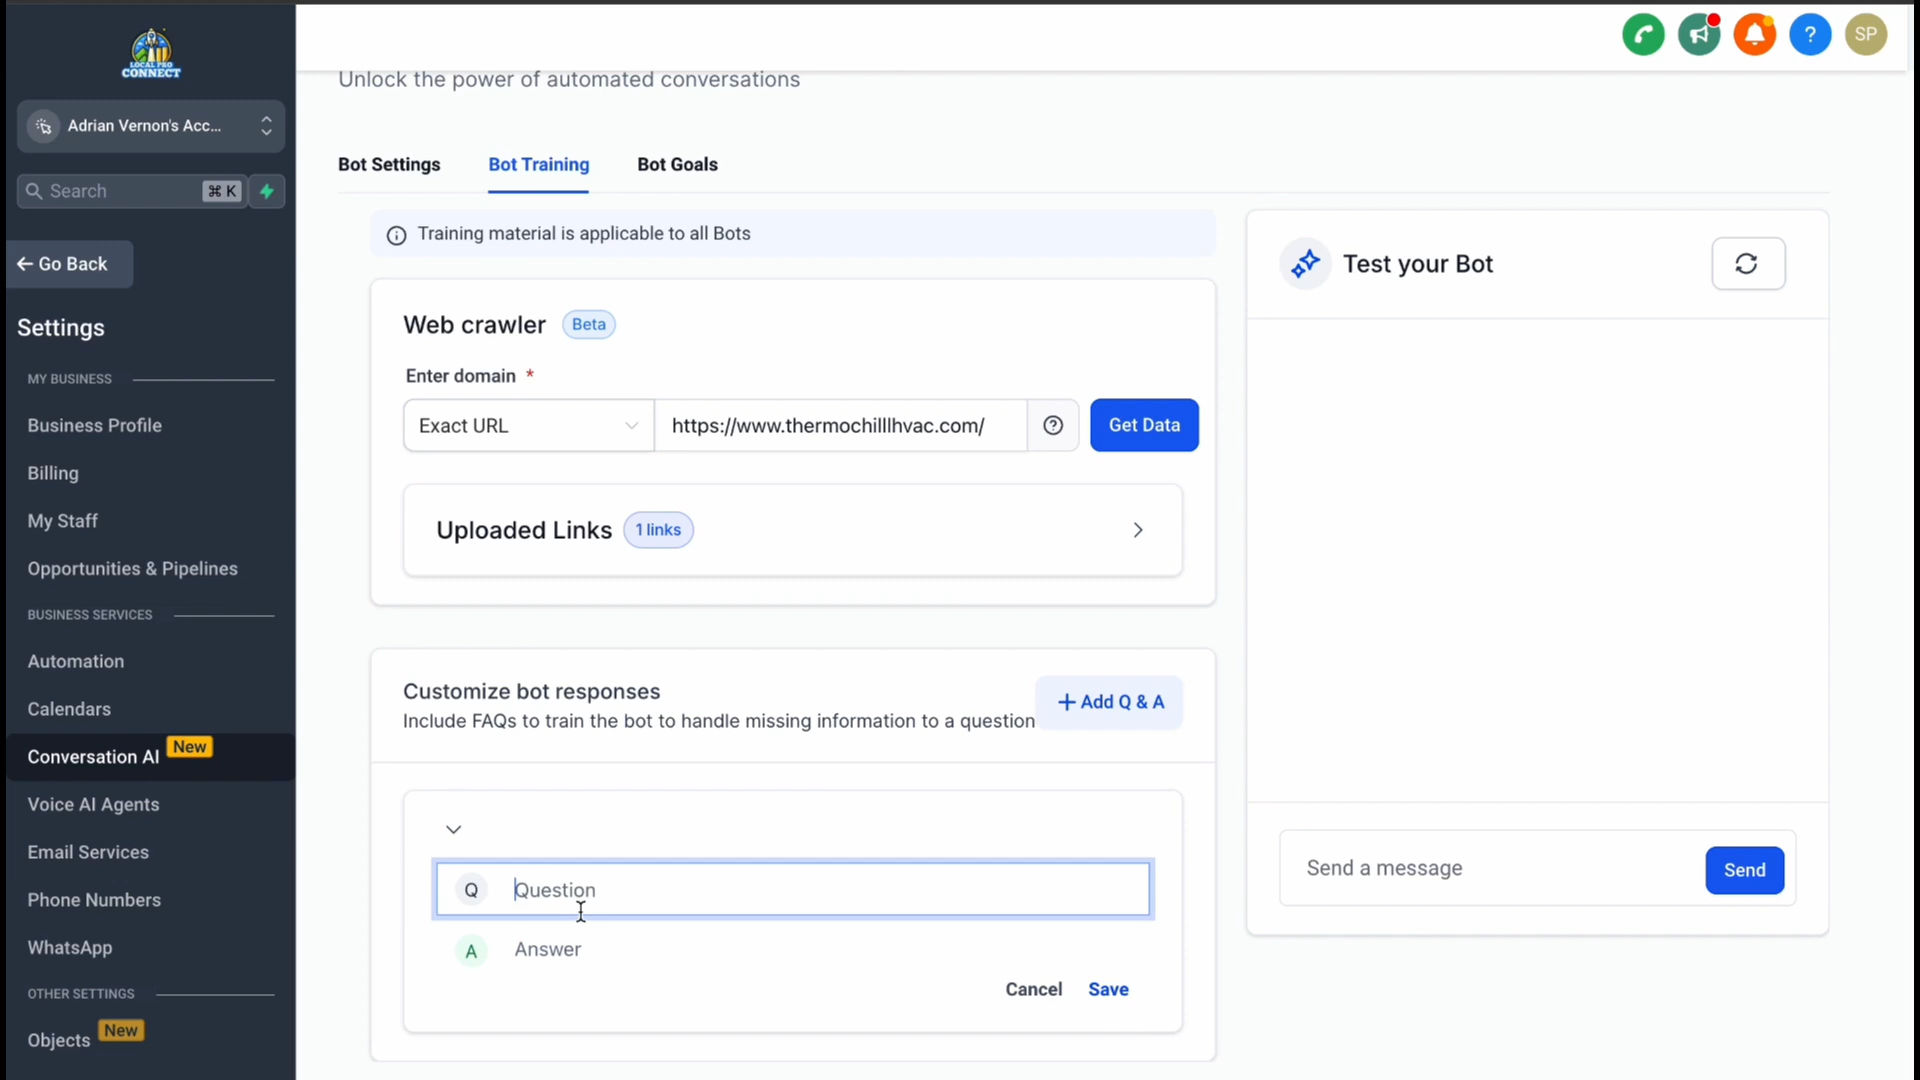 LOCAL PRO
CONNECT
Adrian Vernon's Acc...
Search ⌘ K
← Go Back
Settings
MY BUSINESS
Business Profile
Billing
My Staff
Opportunities & Pipelines
BUSINESS SERVICES
Automation
Calendars
Conversation AI New
Voice AI Agents
Email Services
Phone Numbers
WhatsApp
OTHER SETTINGS
Objects New
?
SP
Unlock the power of automated conversations
Bot Settings
Bot Training
Bot Goals
Training material is applicable to all Bots
Web crawler Beta
Enter domain *
Exact URL
https://www.thermochilllhvac.com/
Get Data
Uploaded Links 1 links
Customize bot responses
Include FAQs to train the bot to handle missing information to a question
+ Add Q & A
Q Question
A Answer
Cancel
Save
Test your Bot
Send a message
Send